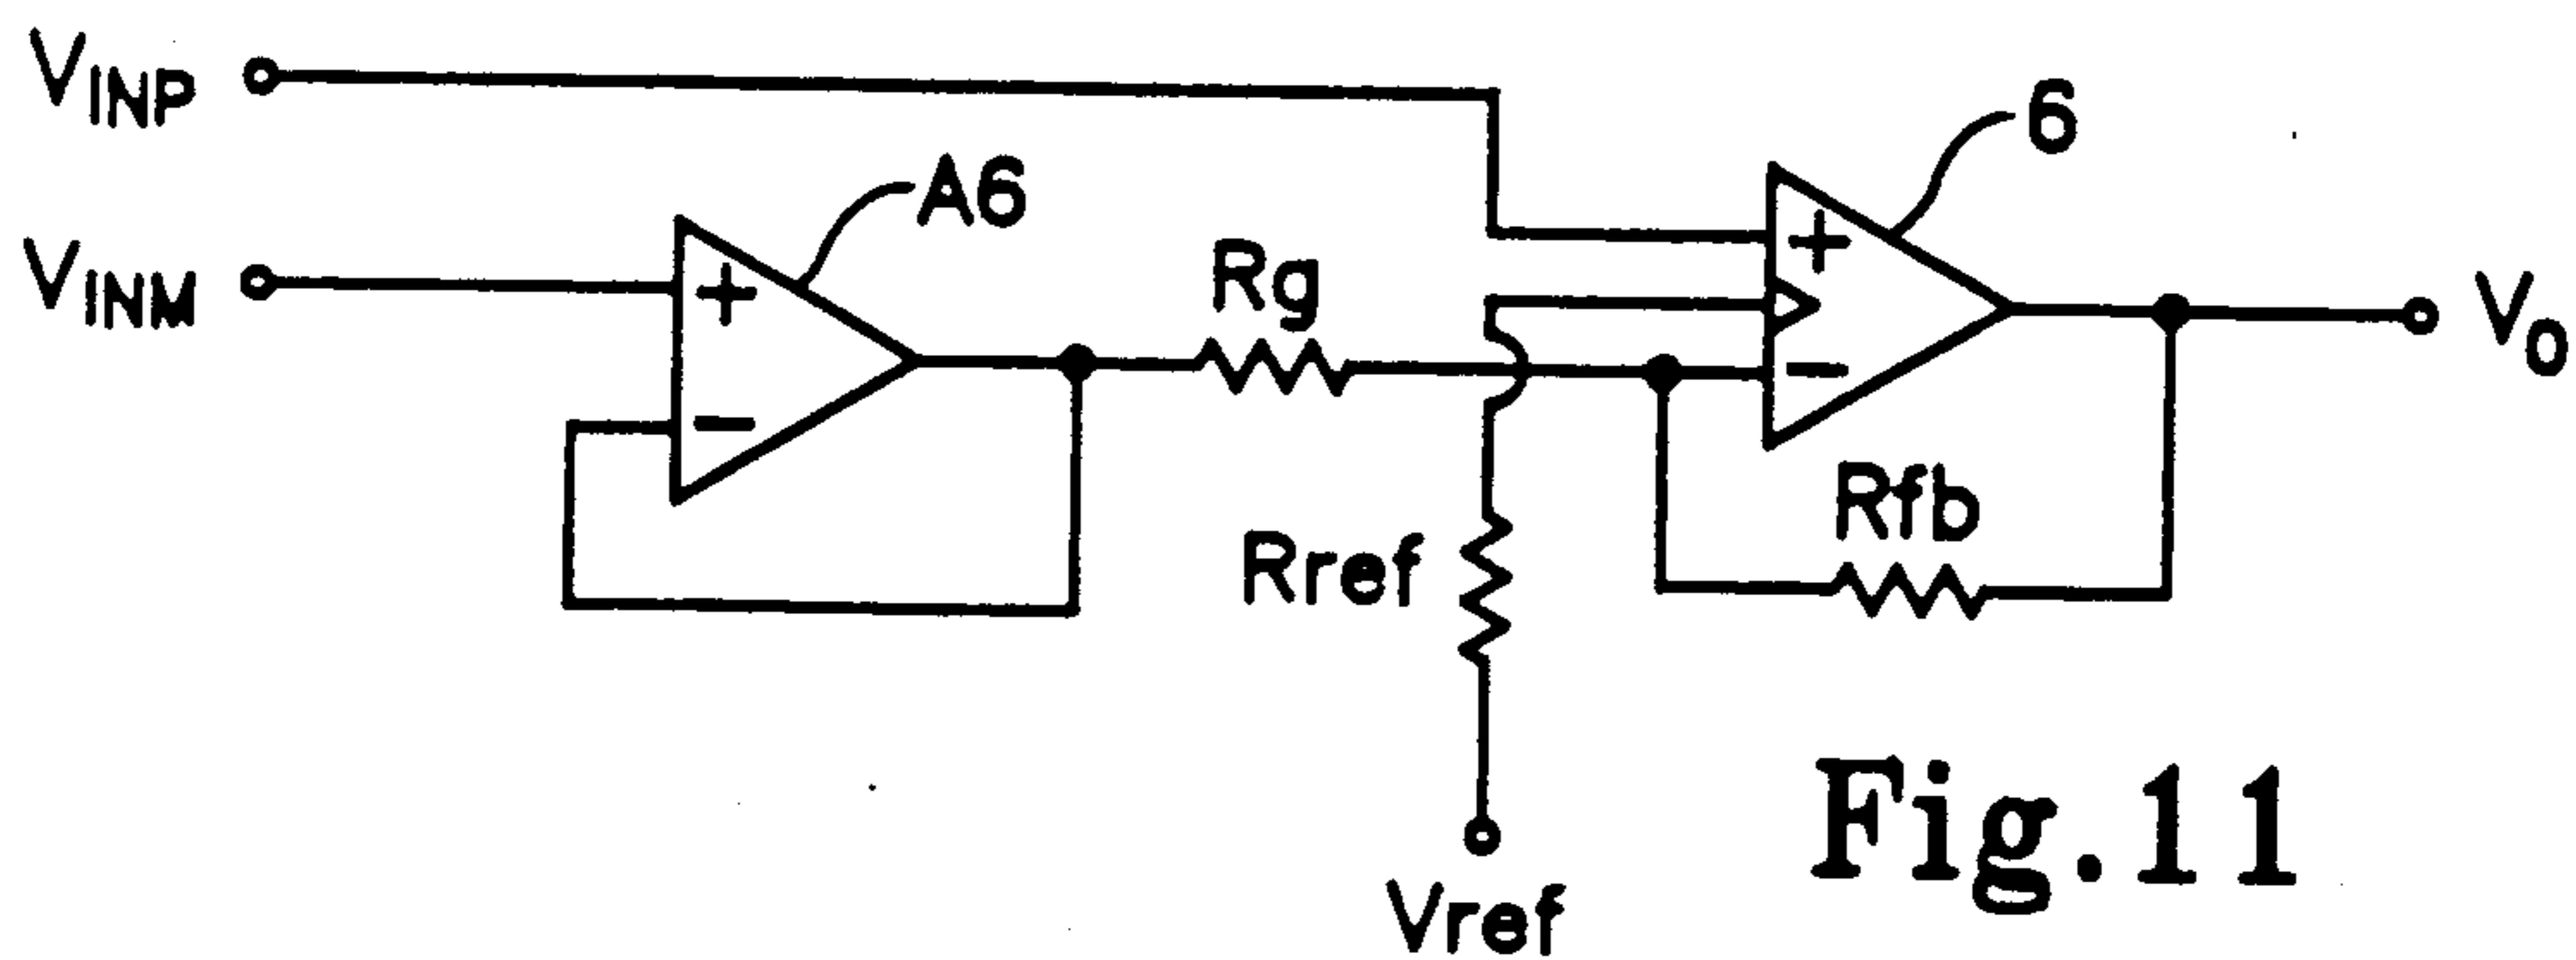 VINP
6
A6
VINM
Rg
VO
+
+
−
−
Rfb
Rref
Fig.11
Vref